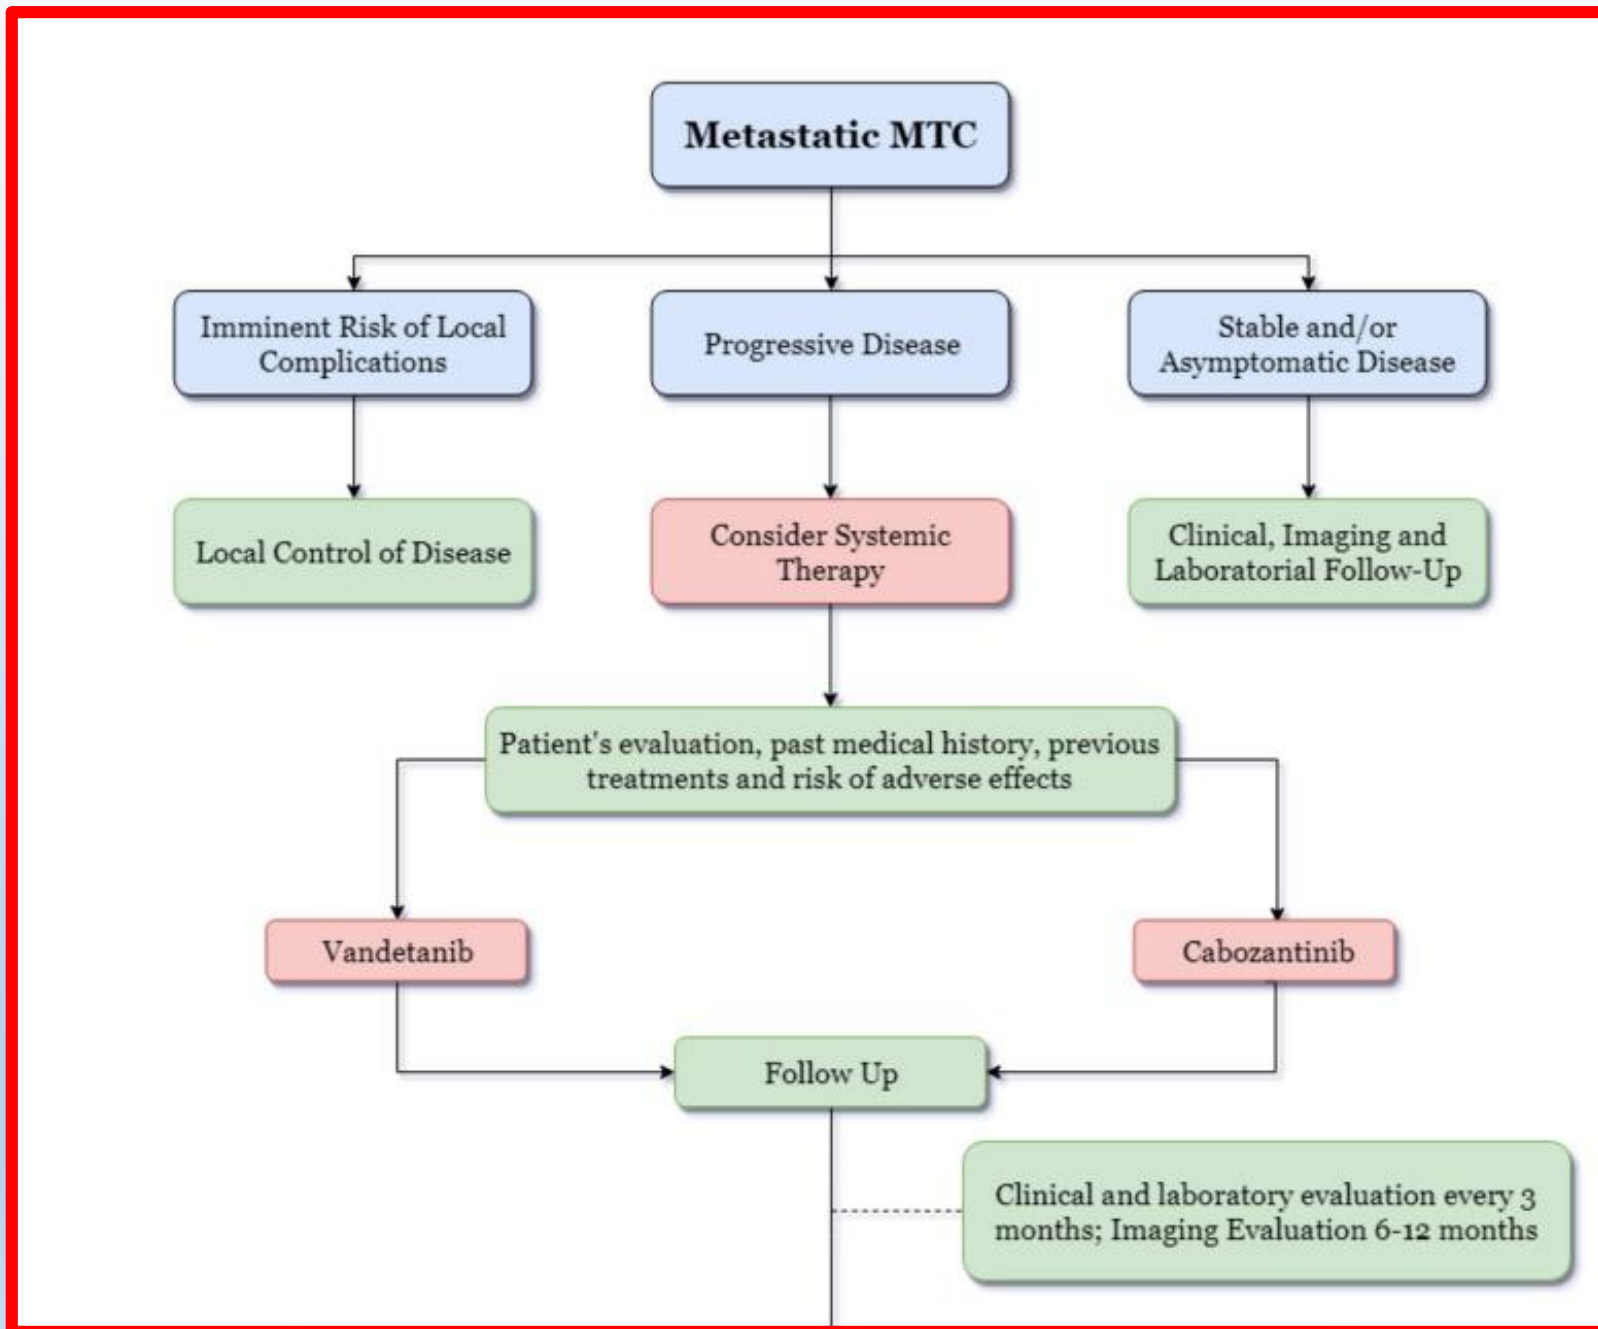 Metastatic MTC
Imminent Risk of Local
Complications
Progressive Disease
Stable and/or
Asymptomatic Disease
Local Control of Disease
Consider Systemic
Therapy
Clinical, Imaging and
Laboratorial Follow-Up
Patient's evaluation, past medical history, previous
treatments and risk of adverse effects
Vandetanib
Cabozantinib
Follow Up
Clinical and laboratory evaluation every 3
months; Imaging Evaluation 6-12 months